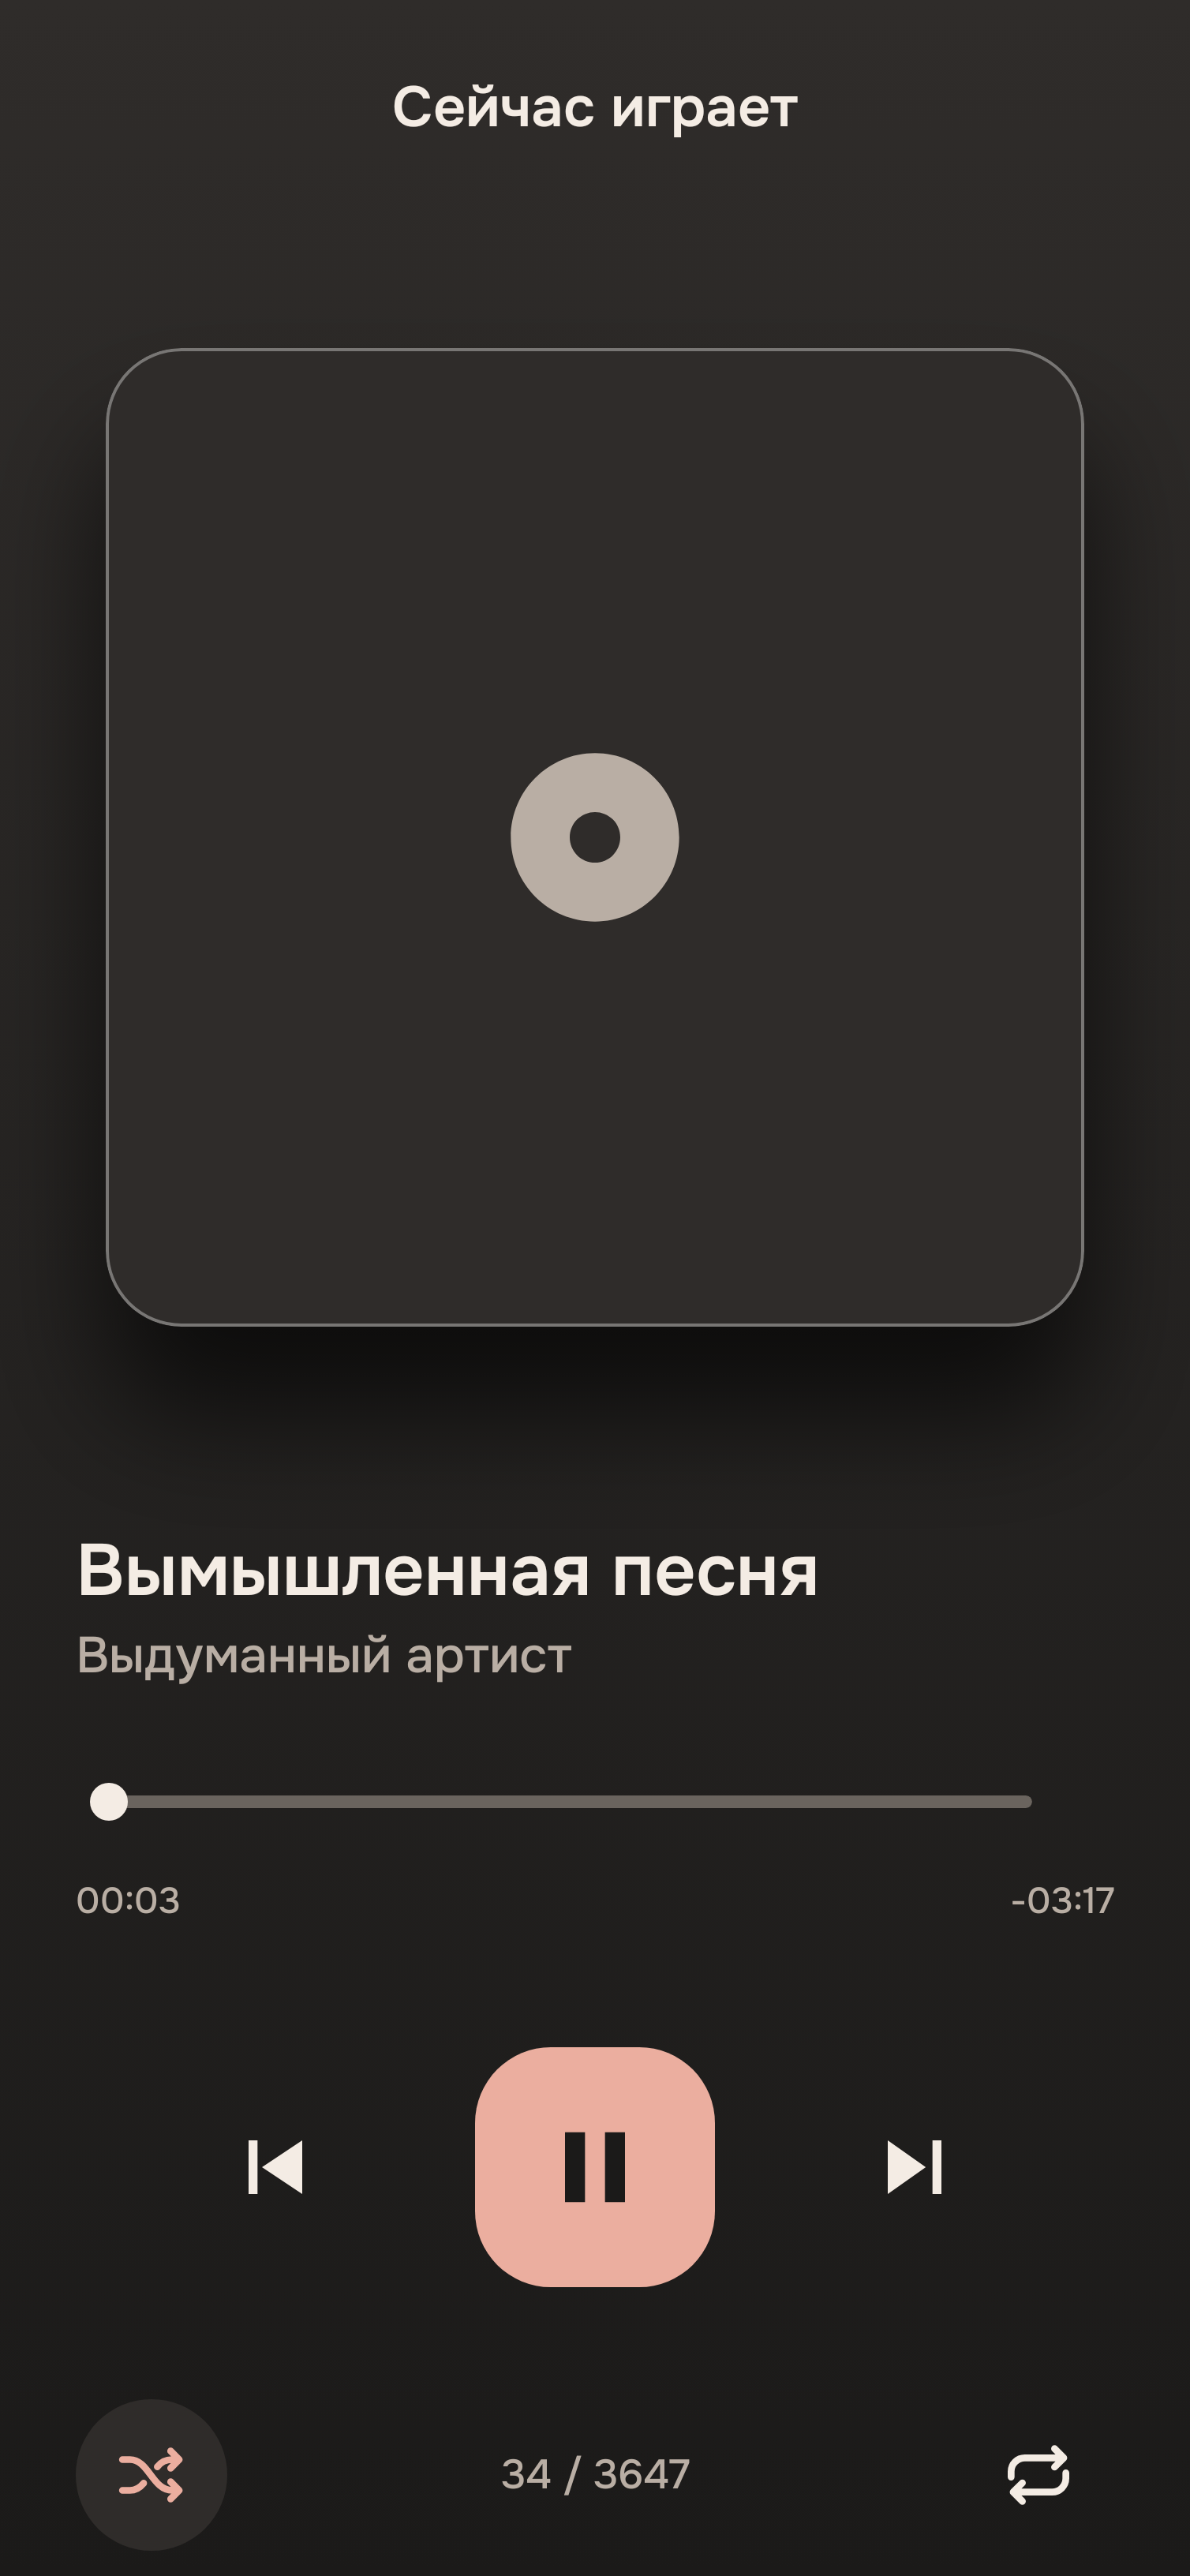 Сейчас играет
Вымышленная песня
Выдуманный артист
00:03 -03:17
34 / 3647